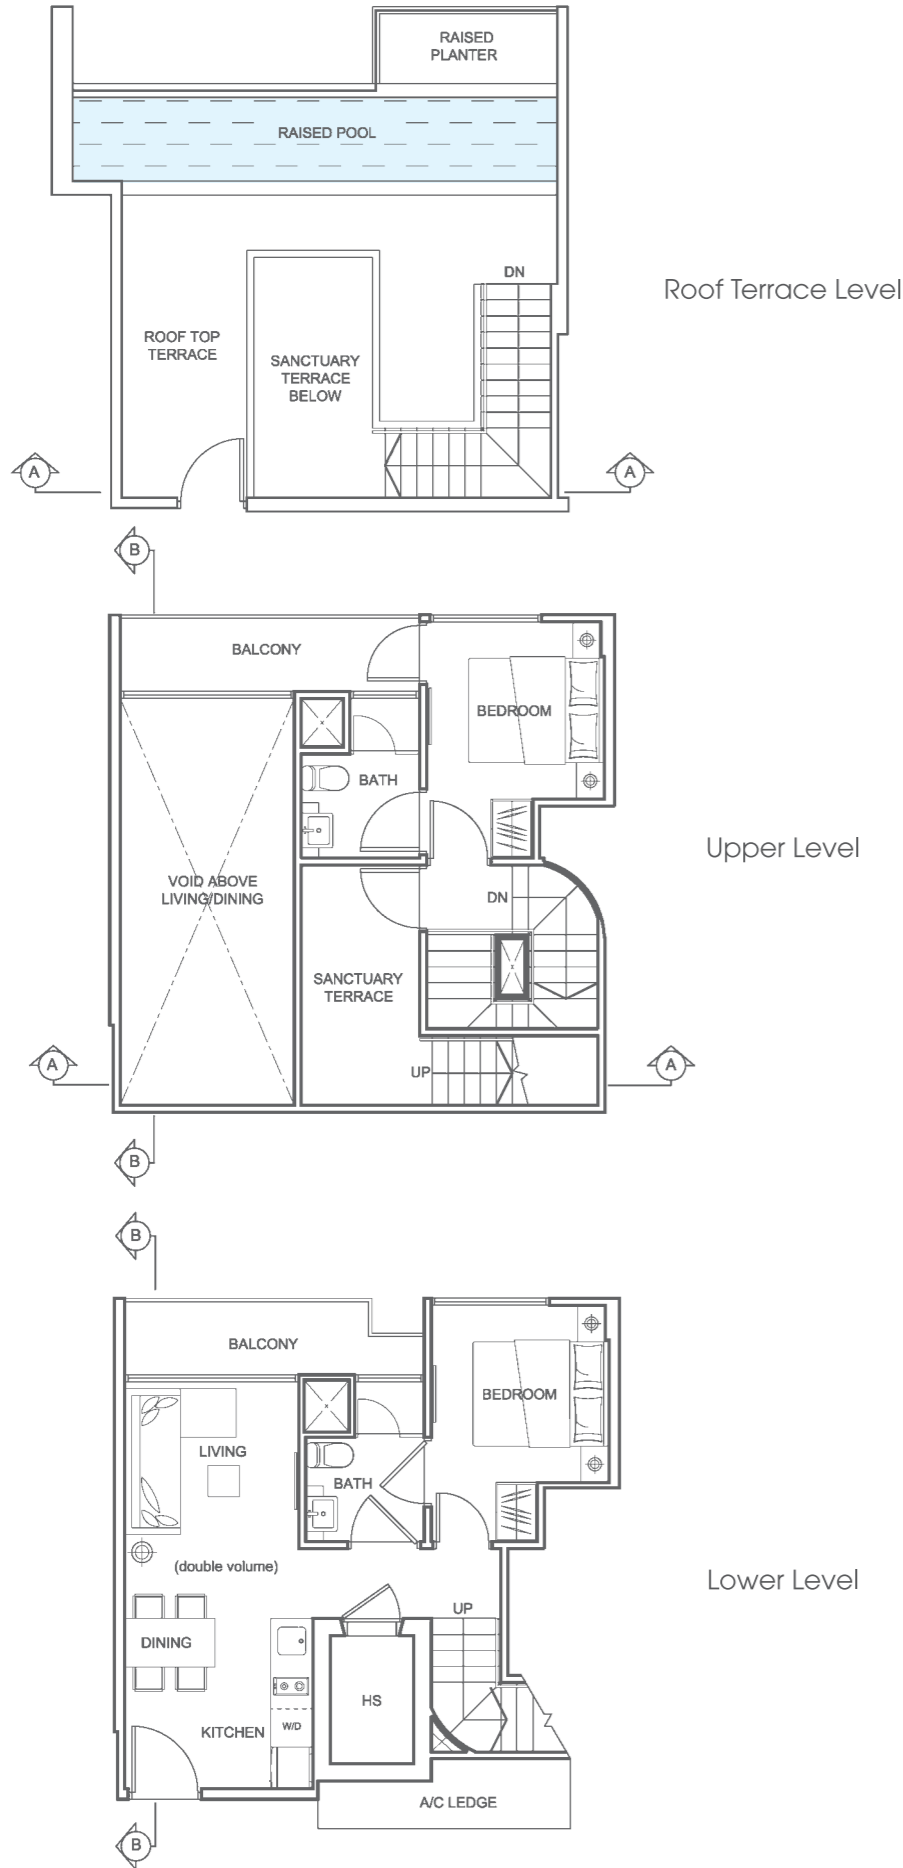 RAISED
PLANTER
RAISED POOL
DN
Roof Terrace Level
ROOF TOP
TERRACE
SANCTUARY
TERRACE
BELOW
A
A
B
BALCONY
BEDROOM
BATH
Upper Level
VOID ABOVE
LIVING/DINING
DN
SANCTUARY
TERRACE
A
UP
A
B
B
BALCONY
BEDROOM
LIVING
BATH
(double volume)
Lower Level
UP
DINING
HS
KITCHEN
W/D
A/C LEDGE
B